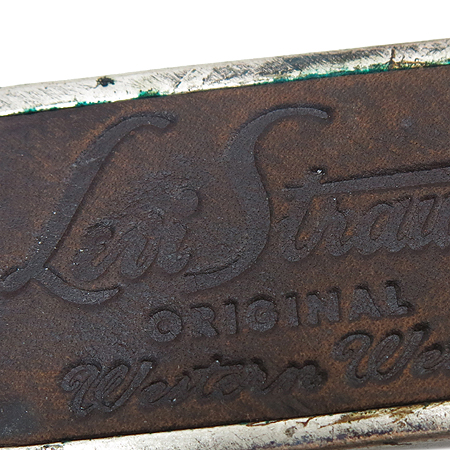 Levi Strau
ORIGINAL
Western We